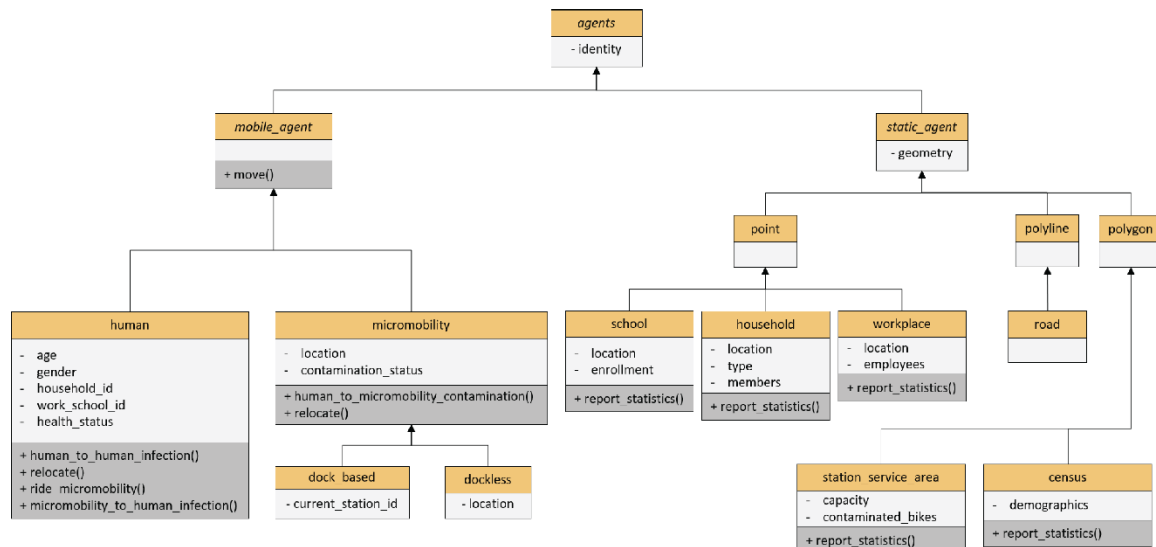 agents
- identity
mobile_agent
+ move()
static_agent
- geometry
point
polyline
polygon
human
- age
- gender
- household_id
- work_school_id
- health_status
+ human_to_human_infection()
+ relocate()
+ ride_micromobility()
+ micromobility_to_human_infection()
micromobility
- location
- contamination_status
+ human_to_micromobility_contamination()
+ relocate()
dock_based
- current_station_id
dockless
- location
school
- location
- enrollment
+ report_statistics()
household
- location
- type
- members
+ report_statistics()
workplace
- location
- employees
+ report_statistics()
road
station_service_area
- capacity
- contaminated_bikes
+ report_statistics()
census
- demographics
+ report_statistics()